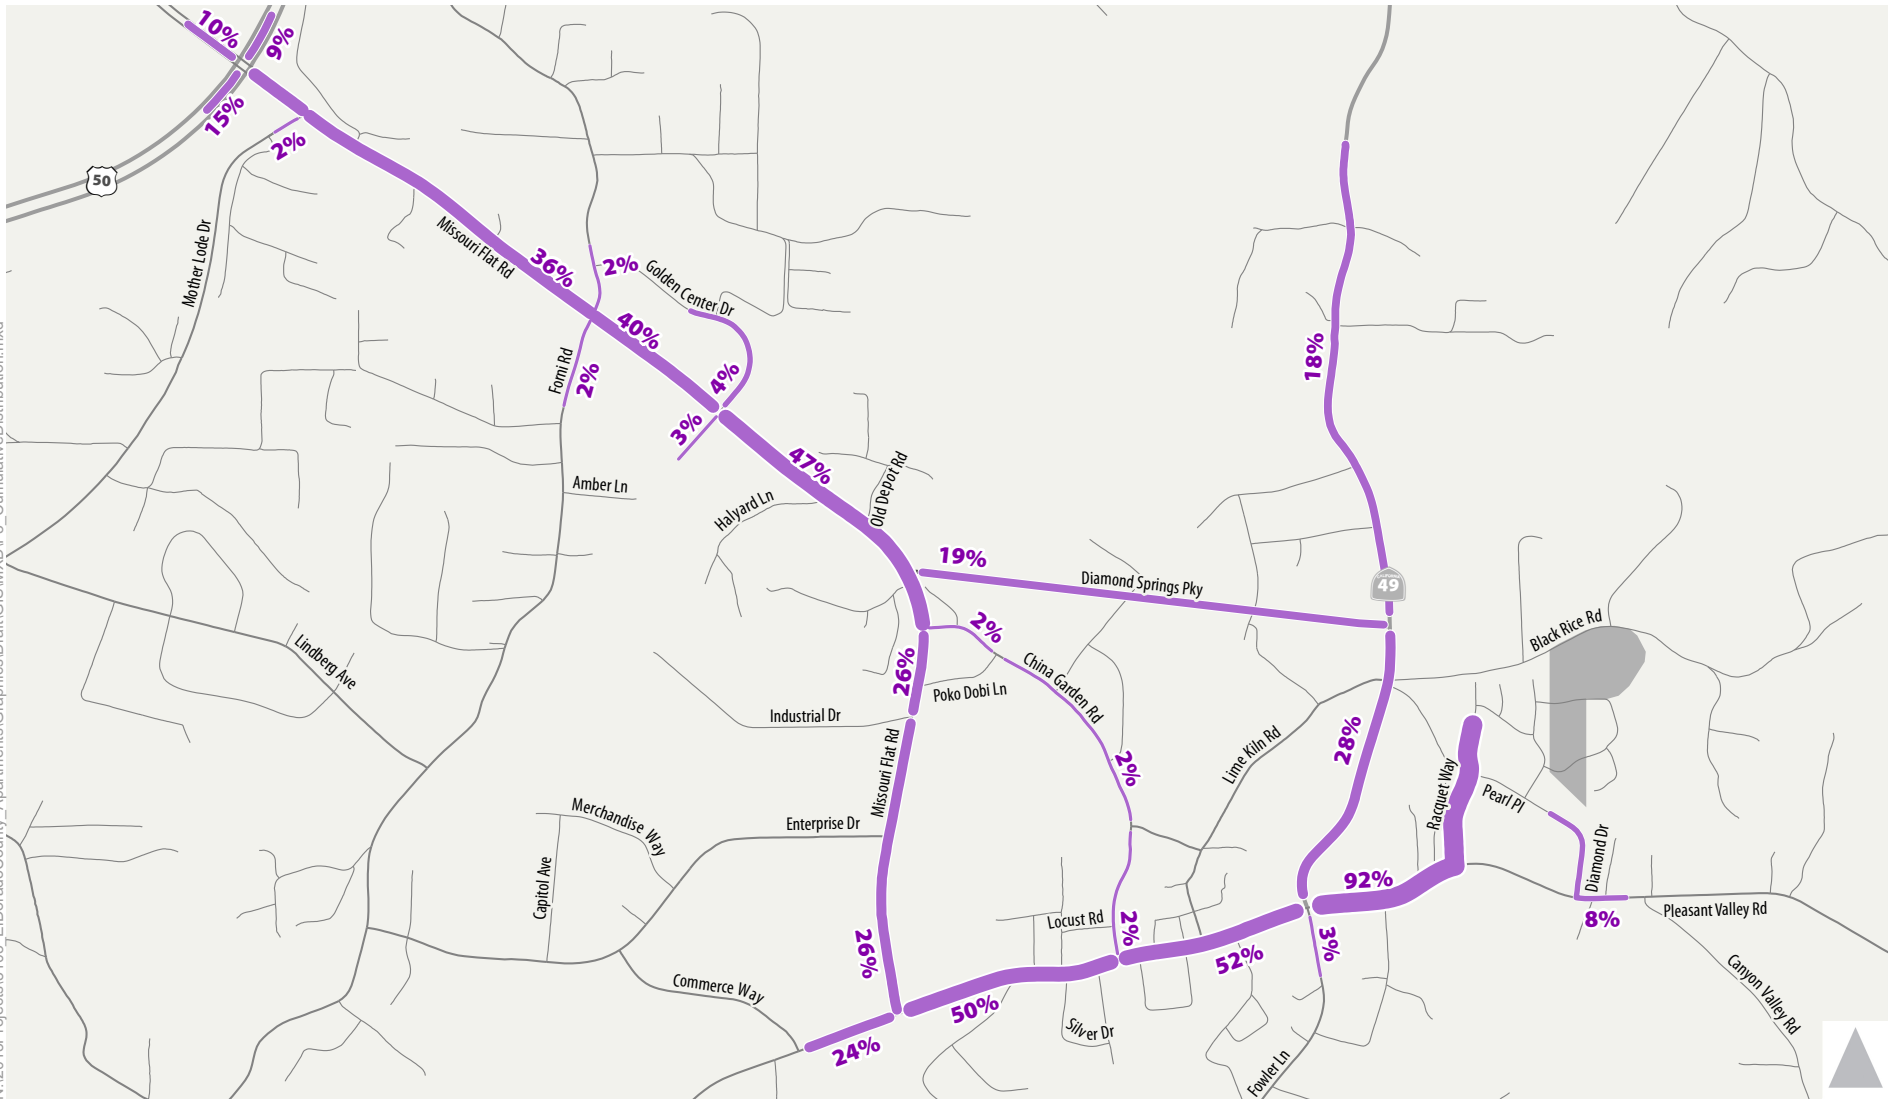 10%
9%
15%
2%
50
Mother Lode Dr
Missouri Flat Rd
36%
2%
Golden Center Dr
40%
Forni Rd
2%
4%
3%
18%
47%
Old Depot Rd
Amber Ln
Halyard Ln
19%
Diamond Springs Pky
CALIFORNIA
49
Black Rice Rd
2%
26%
China Garden Rd
Poko Dobi Ln
Lindberg Ave
Industrial Dr
Missouri Flat Rd
2%
28%
Lime Kiln Rd
Racquet Way
Pearl Pl
Merchandise Way
Enterprise Dr
Capitol Ave
Diamond Dr
92%
8%
Pleasant Valley Rd
Locust Rd
2%
26%
52%
3%
Commerce Way
50%
Silver Dr
24%
Canyon Valley Rd
Fowler Ln